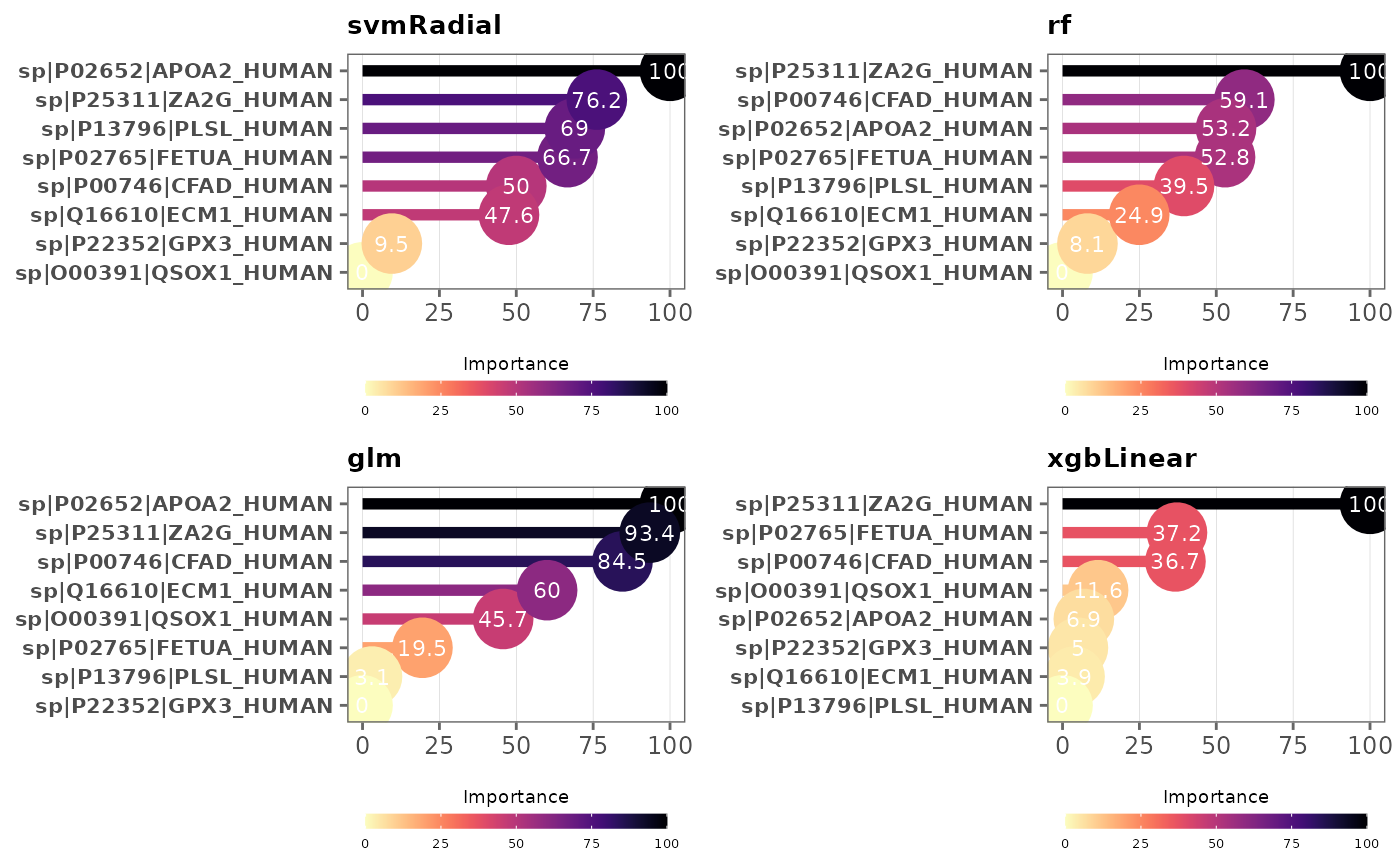 svmRadial
sp|P02652|APOA2_HUMAN 100
sp|P25311|ZA2G_HUMAN 76.2
sp|P13796|PLSL_HUMAN 69
sp|P02765|FETUA_HUMAN 66.7
sp|P00746|CFAD_HUMAN 50
sp|Q16610|ECM1_HUMAN 47.6
sp|P22352|GPX3_HUMAN 9.5
sp|O00391|QSOX1_HUMAN 0
0 25 50 75 100
Importance
0 25 50 75 100
rf
sp|P25311|ZA2G_HUMAN 100
sp|P00746|CFAD_HUMAN 59.1
sp|P02652|APOA2_HUMAN 53.2
sp|P02765|FETUA_HUMAN 52.8
sp|P13796|PLSL_HUMAN 39.5
sp|Q16610|ECM1_HUMAN 24.9
sp|P22352|GPX3_HUMAN 8.1
sp|O00391|QSOX1_HUMAN 0
0 25 50 75 100
Importance
0 25 50 75 100
glm
sp|P02652|APOA2_HUMAN 100
sp|P25311|ZA2G_HUMAN 93.4
sp|P00746|CFAD_HUMAN 84.5
sp|Q16610|ECM1_HUMAN 60
sp|O00391|QSOX1_HUMAN 45.7
sp|P02765|FETUA_HUMAN 19.5
sp|P13796|PLSL_HUMAN 3.1
sp|P22352|GPX3_HUMAN 0
0 25 50 75 100
Importance
0 25 50 75 100
xgbLinear
sp|P25311|ZA2G_HUMAN 100
sp|P02765|FETUA_HUMAN 37.2
sp|P00746|CFAD_HUMAN 36.7
sp|O00391|QSOX1_HUMAN 11.6
sp|P02652|APOA2_HUMAN 6.9
sp|P22352|GPX3_HUMAN 5
sp|Q16610|ECM1_HUMAN 3.9
sp|P13796|PLSL_HUMAN 0
0 25 50 75 100
Importance
0 25 50 75 100